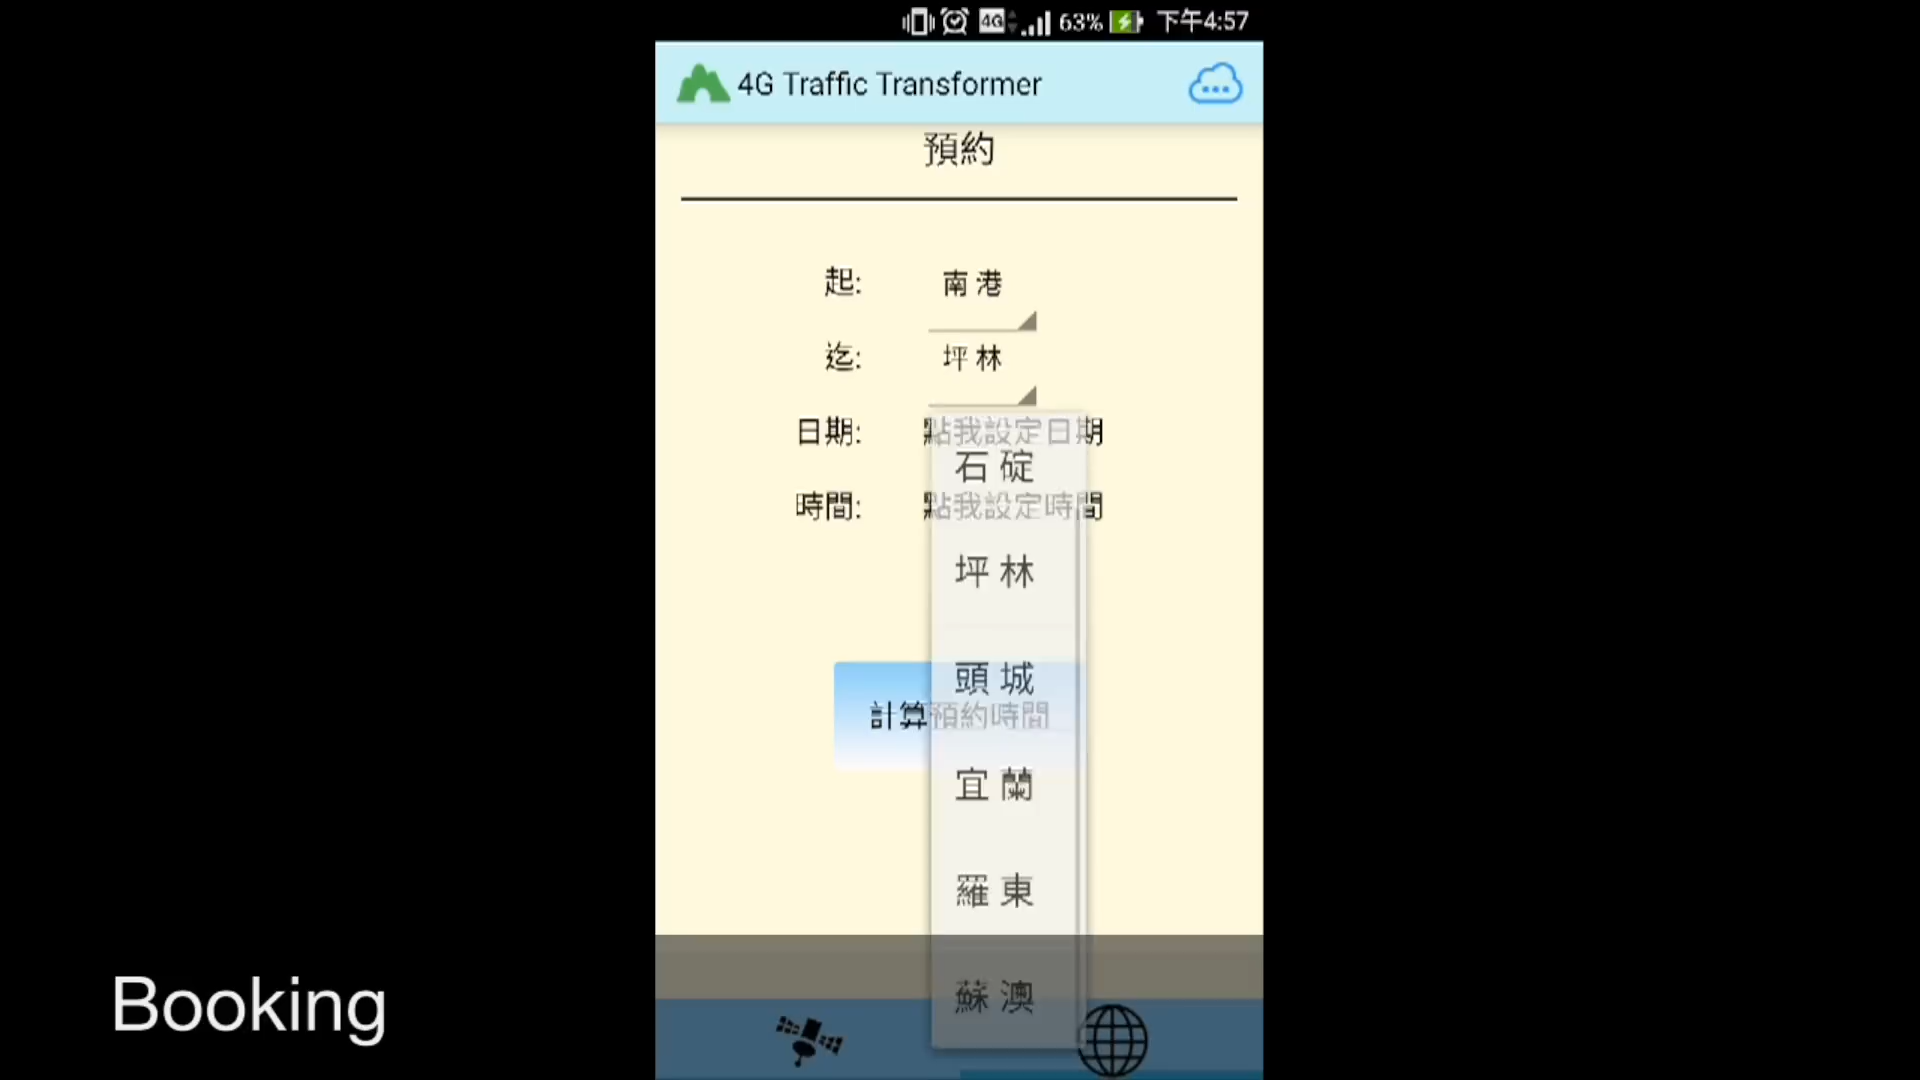 4G 63% 下午4:57
4G Traffic Transformer
預約
起: 南港
迄: 坪林
日期: 點我設定日期
石碇
時間: 點我設定時間
坪林
頭城
計算預約時間
宜蘭
羅東
蘇澳
Booking